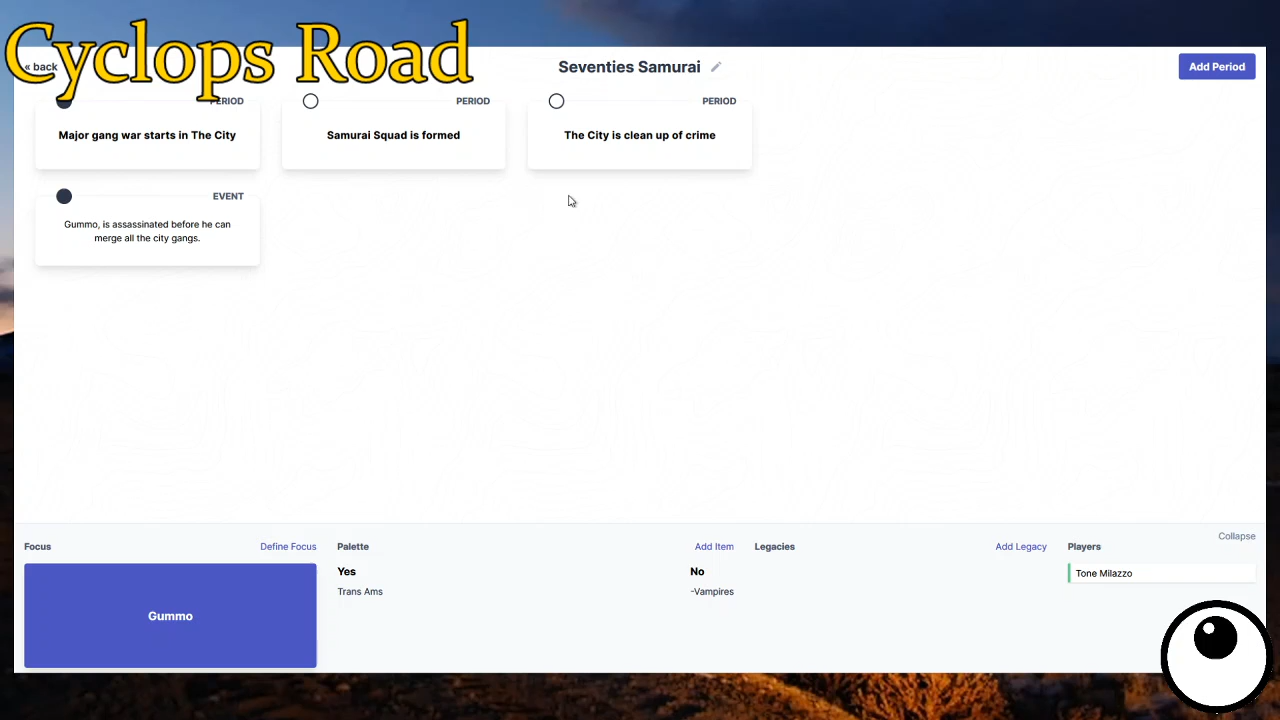 Cyclops Road
« back
Seventies Samurai
Add Period
PERIOD
Major gang war starts in The City
PERIOD
Samurai Squad is formed
PERIOD
The City is clean up of crime
EVENT
Gummo, is assassinated before he can
merge all the city gangs.
Collapse
Focus
Define Focus
Gummo
Palette
Add Item
Yes
No
Trans Ams
-Vampires
Legacies
Add Legacy
Players
Tone Milazzo